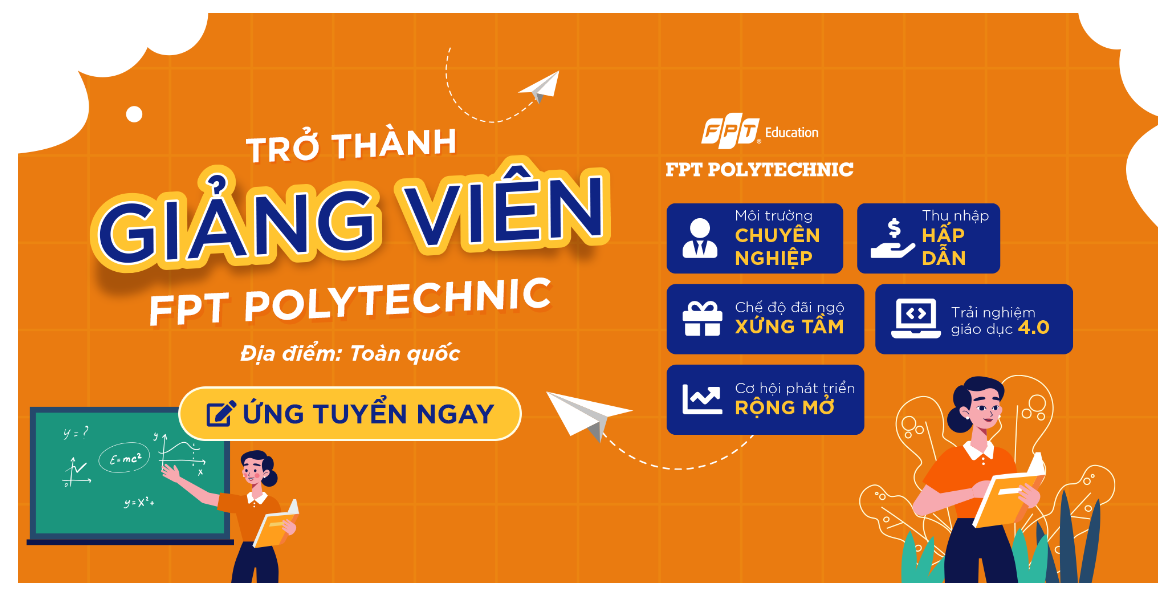 TRỞ THÀNH
GIẢNG VIÊN
FPT POLYTECHNIC
Địa điểm: Toàn quốc
ỨNG TUYỂN NGAY
y = ?
E=mc²
y
x
0
y=x²+
FPT Education
FPT POLYTECHNIC
Môi trường
CHUYÊN
NGHIỆP
Thu nhập
HẤP
DẪN
Chế độ đãi ngộ
XỨNG TẦM
Trải nghiệm
giáo dục 4.0
Cơ hội phát triển
RỘNG MỞ